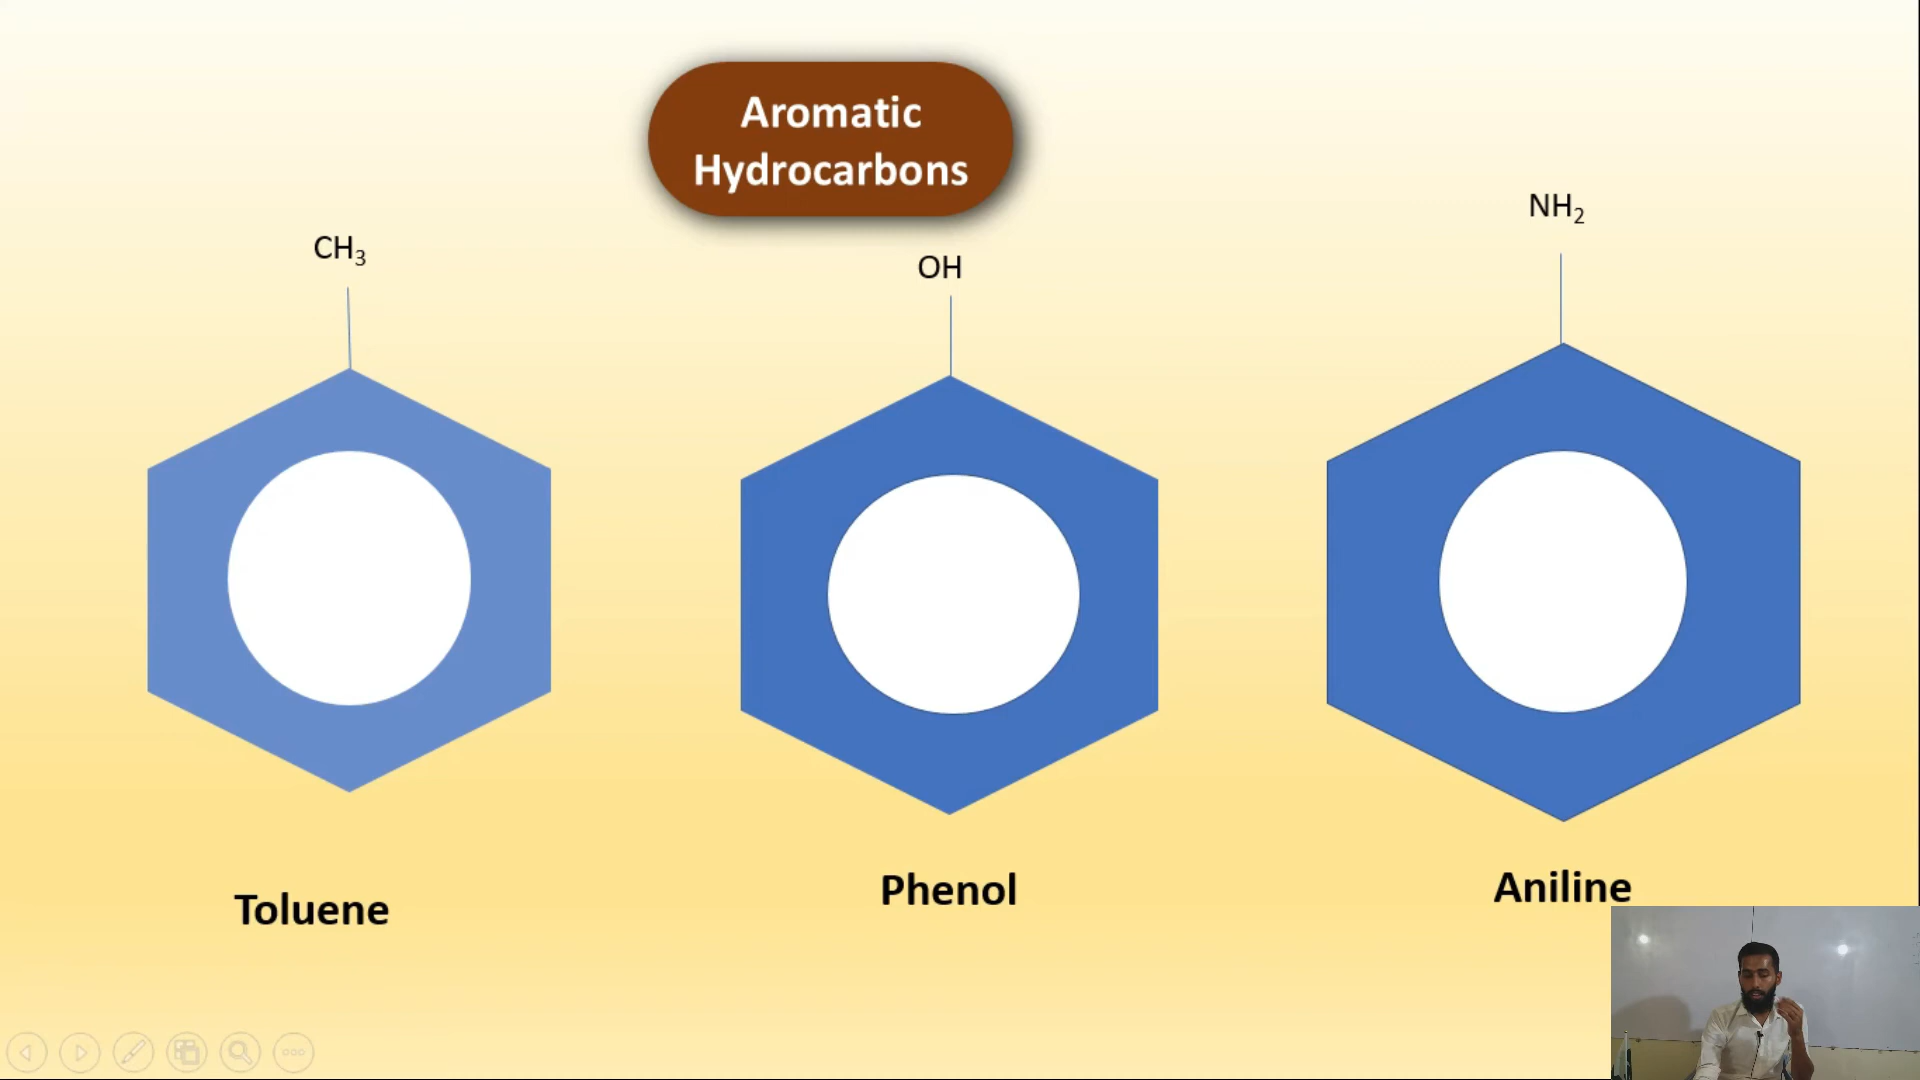 Aromatic
Hydrocarbons
CH₃
OH
NH₂
Toluene
Phenol
Aniline